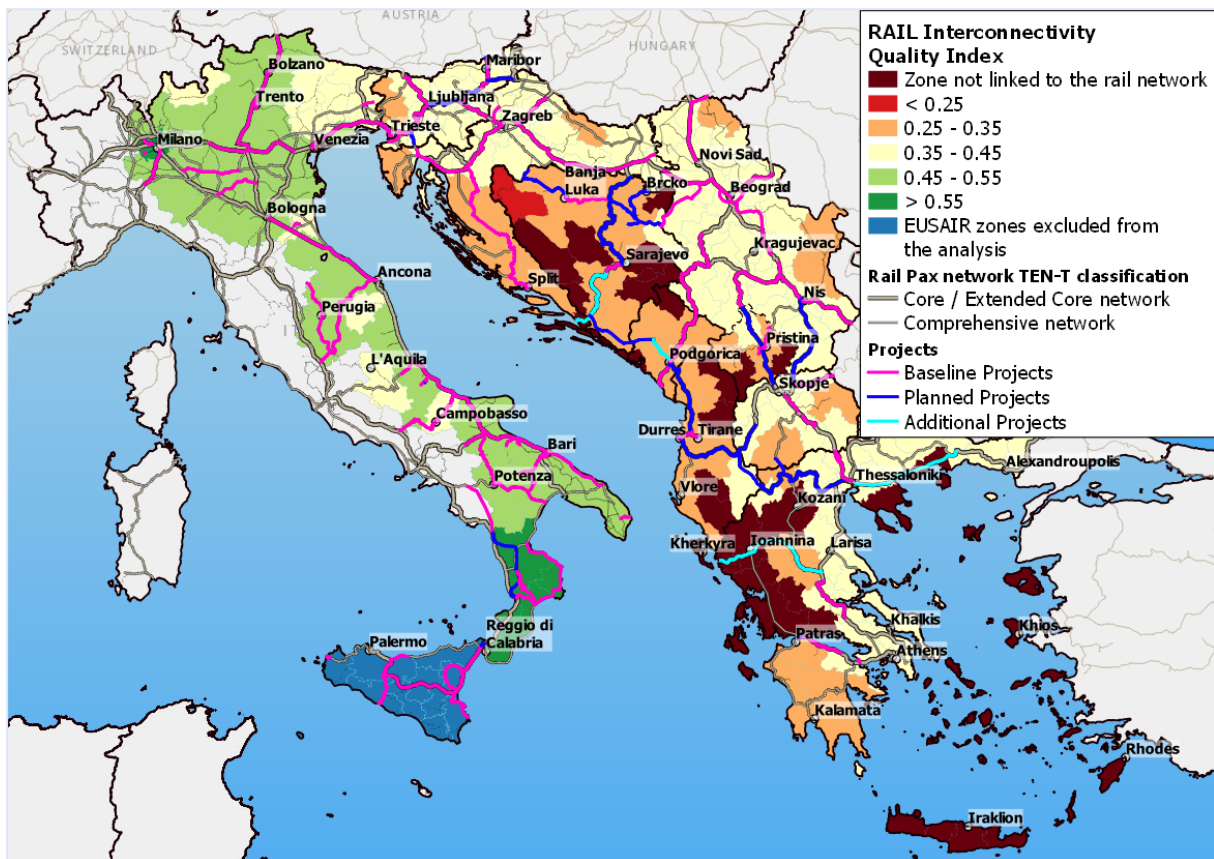 AUSTRIA
SWITZERLAND
HUNGARY
RAIL Interconnectivity
Quality Index
Zone not linked to the rail network
< 0.25
0.25 - 0.35
0.35 - 0.45
0.45 - 0.55
> 0.55
EUSAIR zones excluded from
the analysis
Rail Pax network TEN-T classification
Core / Extended Core network
Comprehensive network
Projects
Baseline Projects
Planned Projects
Additional Projects
Bolzano
Maribor
Trento
Ljubljana
Zagreb
Milano
Venezia
Trieste
Novi Sad
Banja
Luka
Brcko
Beograd
Bologna
Kragujevac
Sarajevo
Ancona
Split
Nis
Perugia
Pristina
L'Aquila
Podgorica
Skopje
Campobasso
Durres
Tirane
Bari
Alexandroupolis
Thessaloniki
Potenza
Vlore
Kozani
Kherkyra
Ioannina
Larisa
Reggio di
Calabria
Palermo
Khalkis
Khios
Patras
Athens
Kalamata
Rhodes
Iraklion